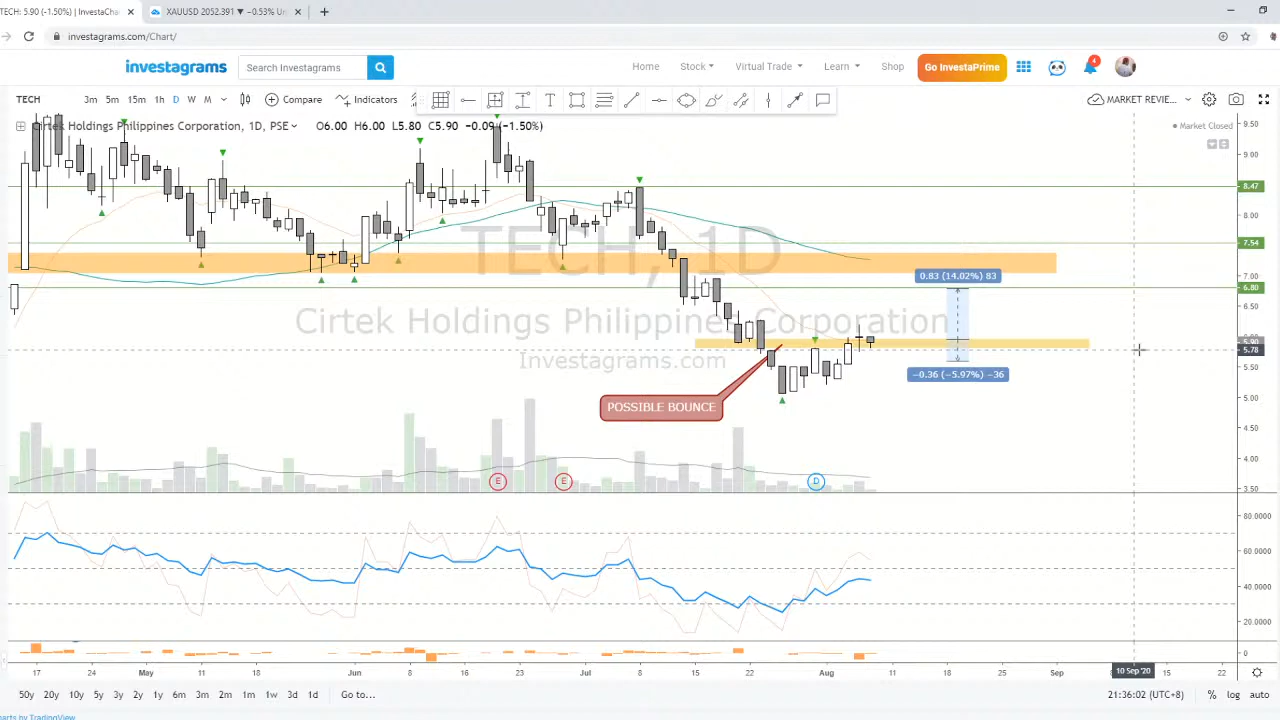 TECH: 5.90 (-1.50%) | InvestaCha
XAUUSD 2052.391 ▼ −0.53% Un
investagrams.com/Chart/
investagrams
Search Investagrams
Home
Stock
Virtual Trade
Learn
Shop
Go InvestaPrime
4
TECH
3m 5m 15m 1h D W M
Compare
Indicators
MARKET REVIE...
Cirtek Holdings Philippines Corporation, 1D, PSE
O6.00 H6.00 L5.80 C5.90 −0.09 (−1.50%)
Market Closed
9.50
9.00
8.47
8.00
7.54
7.00
6.80
6.50
5.90
5.78
5.50
5.00
4.50
4.00
3.50
TECH, 1D
Cirtek Holdings Philippines Corporation
Investagrams.com
0.83 (14.02%) 83
−0.36 (−5.97%) −36
POSSIBLE BOUNCE
E
E
D
80.0000
60.0000
40.0000
20.0000
0
17 24 May 11 18 Jun 16 23 Jul 8 15 22 Aug 11 18 25 Sep 10 Sep '20 15 22
50y 20y 10y 5y 3y 2y 1y 6m 3m 2m 1m 1w 3d 1d Go to...
21:36:02 (UTC+8) % log auto
arts by TradingView